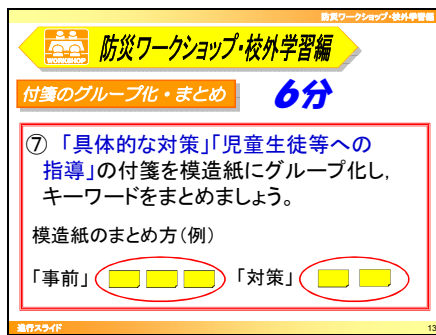 防災ワークショップ・校外学習編
WORKSHOP
防災ワークショップ・校外学習編
付箋のグループ化・まとめ
6分
⑦ 「具体的な対策」「児童生徒等への
指導」の付箋を模造紙にグループ化し,
キーワードをまとめましょう。
模造紙のまとめ方(例)
「事前」 「対策」
進行スライド
13